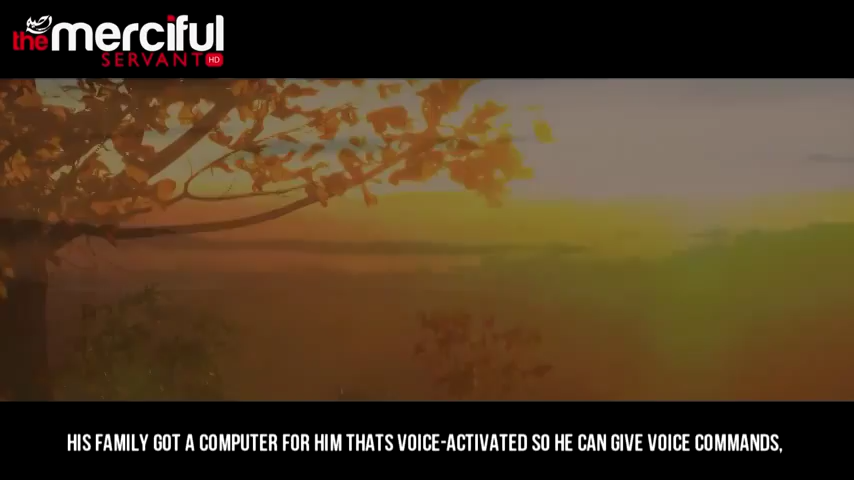 the merciful
SERVANT HD
HIS FAMILY GOT A COMPUTER FOR HIM THATS VOICE-ACTIVATED SO HE CAN GIVE VOICE COMMANDS,